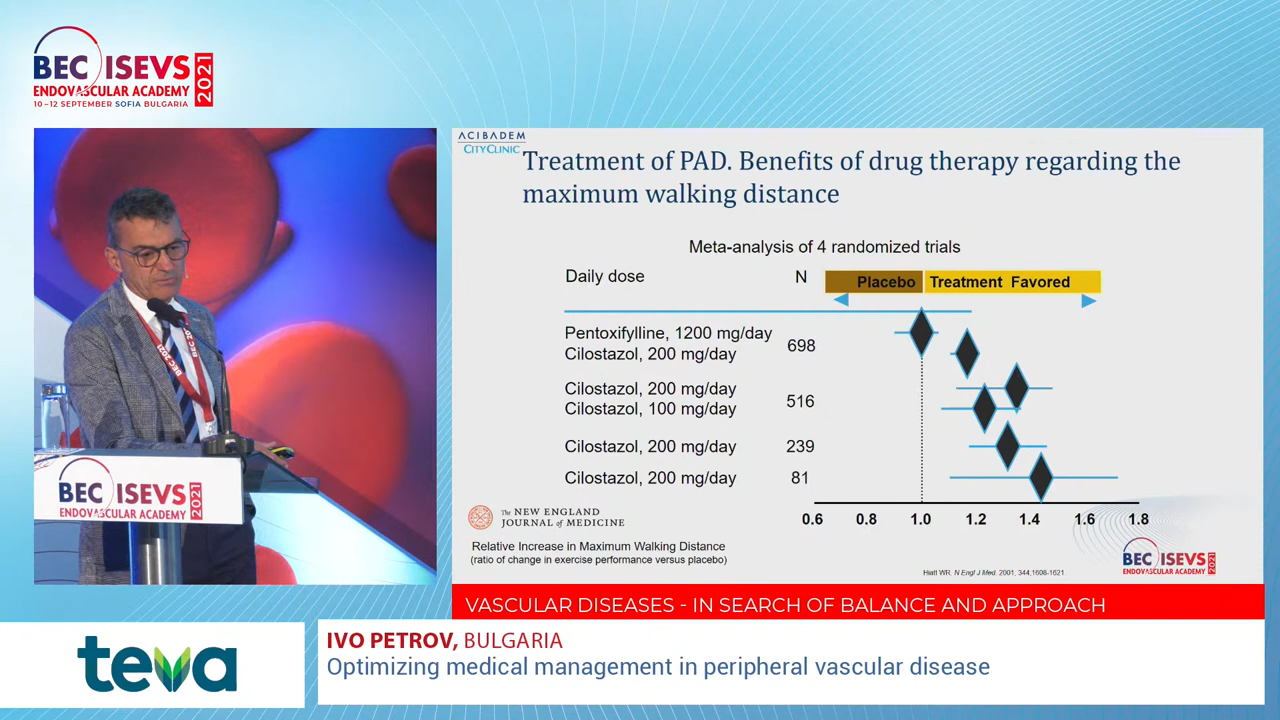 BEC ISEVS 2021
ENDOVASCULAR ACADEMY
10-12 SEPTEMBER SOFIA BULGARIA
BEC 2021
BEC ISEVS 2021
ENDOVASCULAR ACADEMY
ACIBADEM
CITYCLINIC
Treatment of PAD. Benefits of drug therapy regarding the
maximum walking distance
Meta-analysis of 4 randomized trials
Daily dose N Placebo Treatment Favored
Pentoxifylline, 1200 mg/day
698
Cilostazol, 200 mg/day
Cilostazol, 200 mg/day
516
Cilostazol, 100 mg/day
Cilostazol, 200 mg/day 239
Cilostazol, 200 mg/day 81
0.6 0.8 1.0 1.2 1.4 1.6 1.8
The NEW ENGLAND
JOURNAL of MEDICINE
Relative Increase in Maximum Walking Distance
(ratio of change in exercise performance versus placebo)
Hiatt WR. N Engl J Med. 2001; 344;1608-1621
BEC ISEVS 2021
ENDOVASCULAR ACADEMY
VASCULAR DISEASES - IN SEARCH OF BALANCE AND APPROACH
teva
IVO PETROV, BULGARIA
Optimizing medical management in peripheral vascular disease